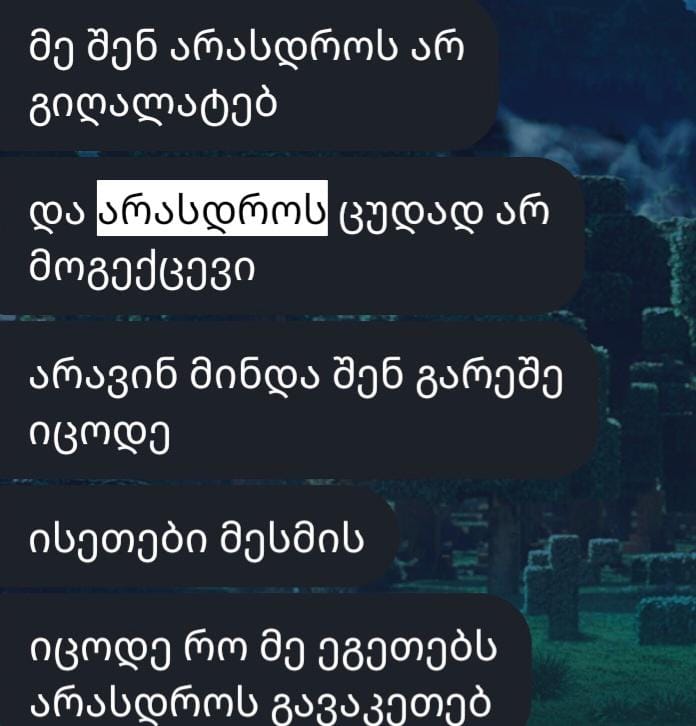 მე შენ არასდროს არ
გიღალატებ
და არასდროს ცუდად არ
მოგექცევი
არავინ მინდა შენ გარეშე
იცოდე
ისეთები მესმის
იცოდე რო მე ეგეთებს
არასდროს გავაკეთებ